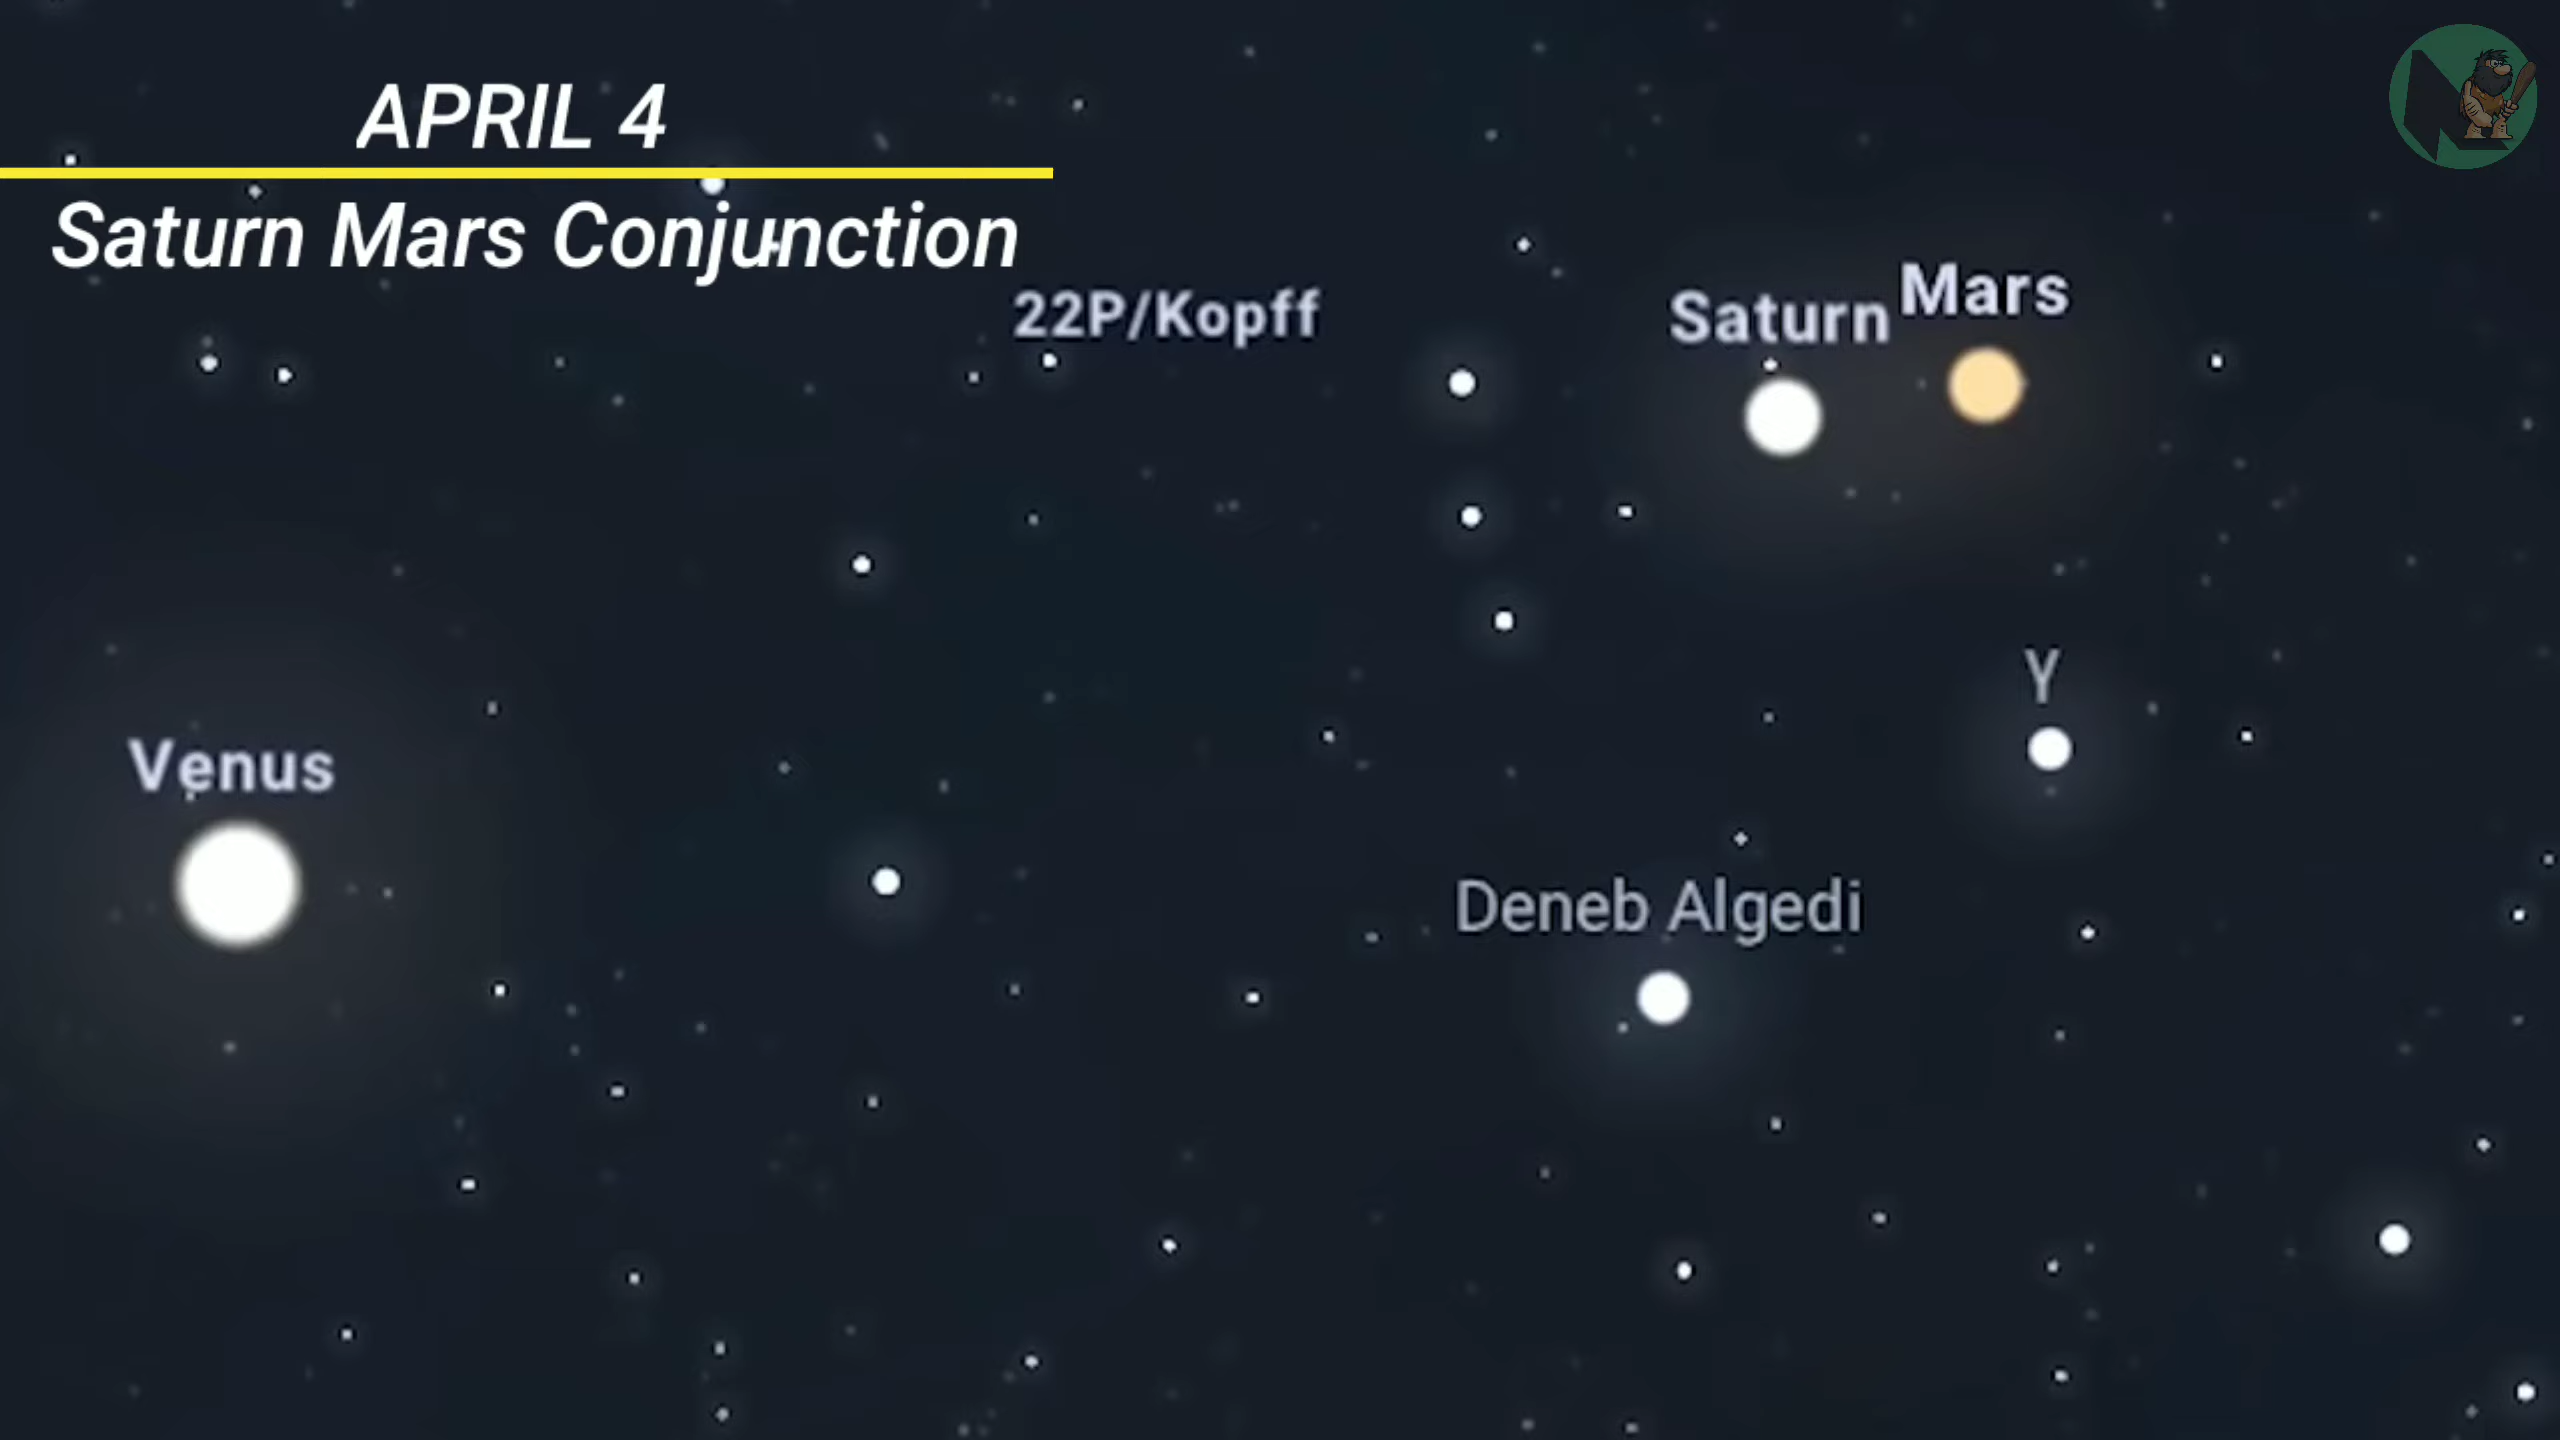 APRIL 4
Saturn Mars Conjunction
22P/Kopff
Saturn
Mars
γ
Venus
Deneb Algedi